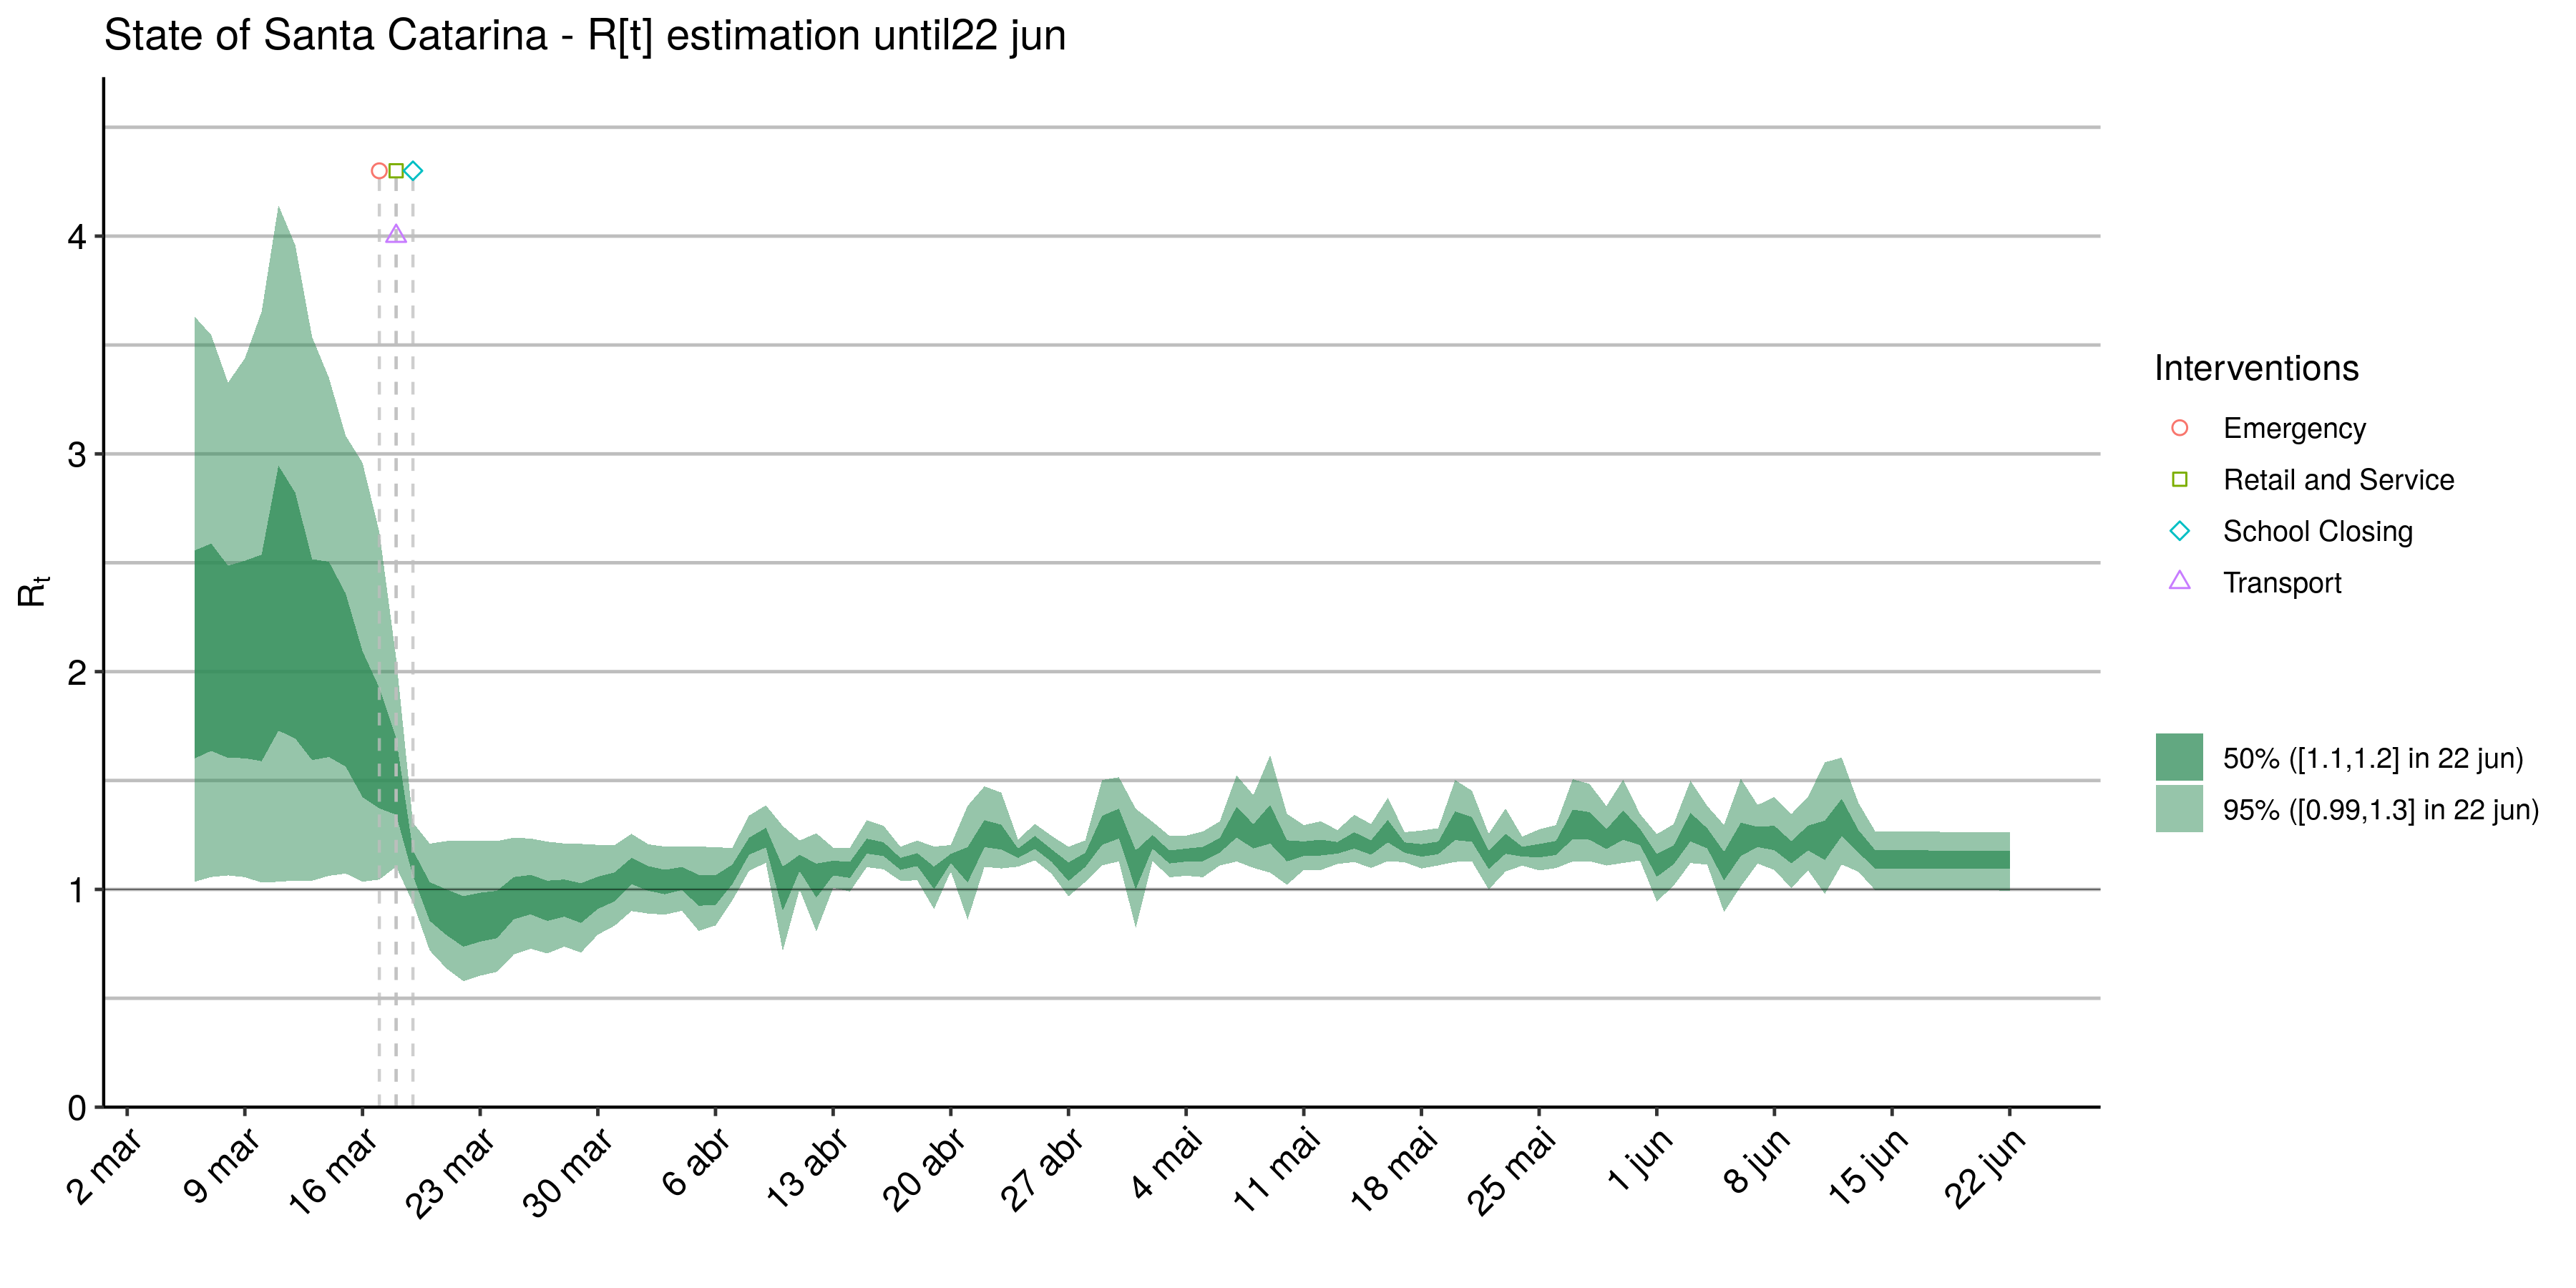 State of Santa Catarina - R[t] estimation until22 jun
4
3
2
1
0
Rt
2 mar
9 mar
16 mar
23 mar
30 mar
6 abr
13 abr
20 abr
27 abr
4 mai
11 mai
18 mai
25 mai
1 jun
8 jun
15 jun
22 jun
Interventions
Emergency
Retail and Service
School Closing
Transport
50% ([1.1,1.2] in 22 jun)
95% ([0.99,1.3] in 22 jun)